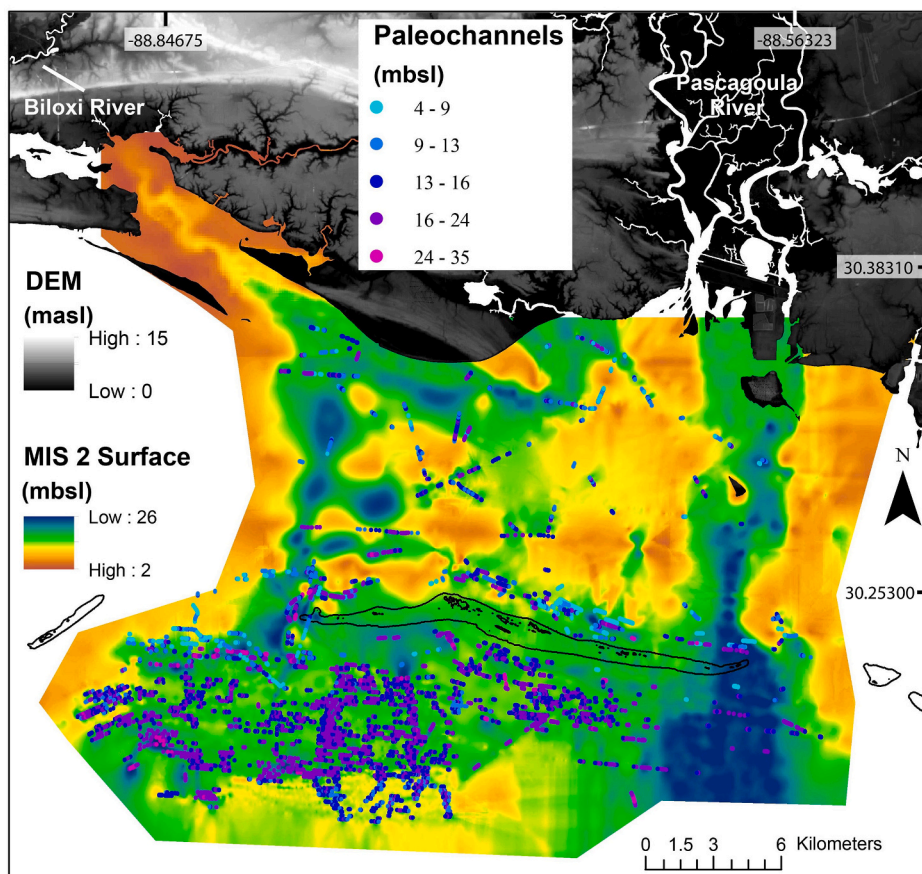 -88.84675
-88.56323
Biloxi River
Paleochannels
(mbsl)
4 - 9
9 - 13
13 - 16
16 - 24
24 - 35
Pascagoula
River
30.38310
DEM
(masl)
High : 15
Low : 0
MIS 2 Surface
(mbsl)
Low : 26
High : 2
N
30.25300
0 1.5 3 6 Kilometers